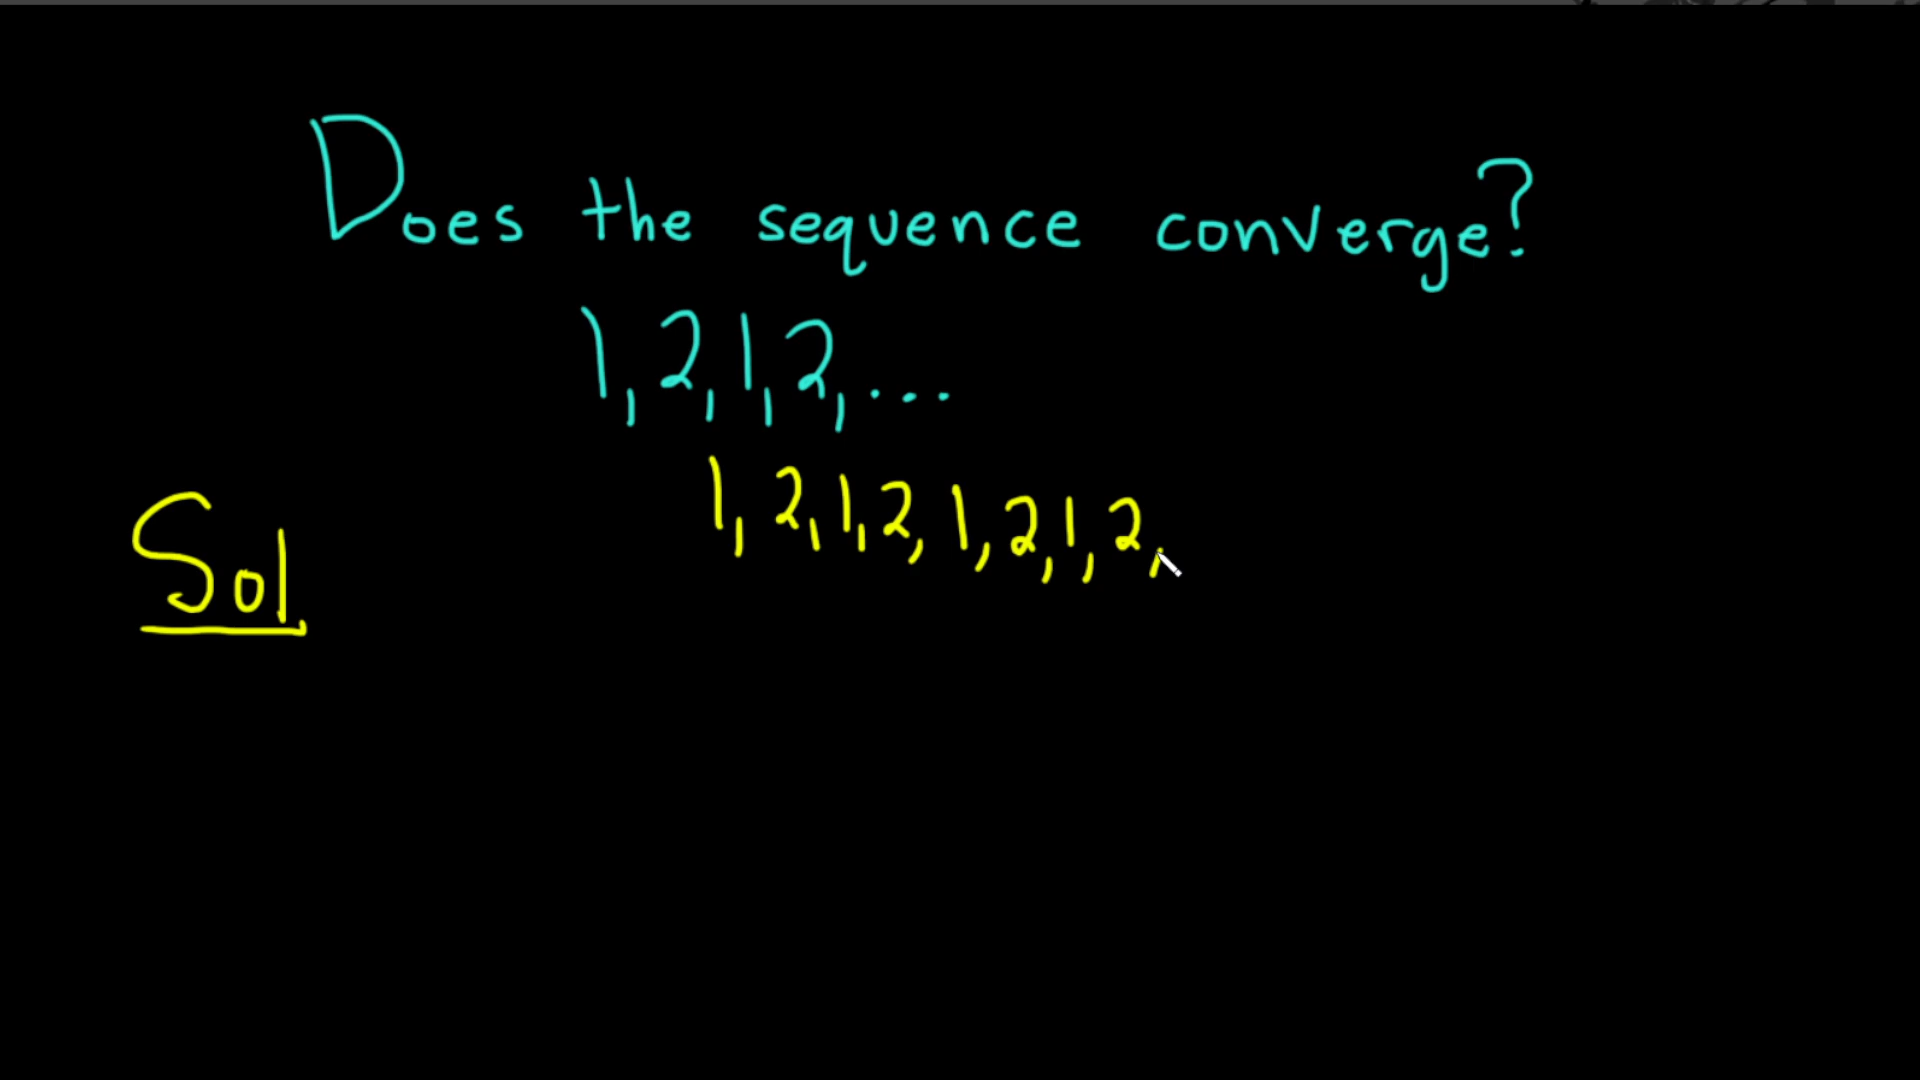 Does the sequence converge?
1, 2, 1, 2, ...
Sol
1, 2, 1, 2, 1, 2, 1, 2,